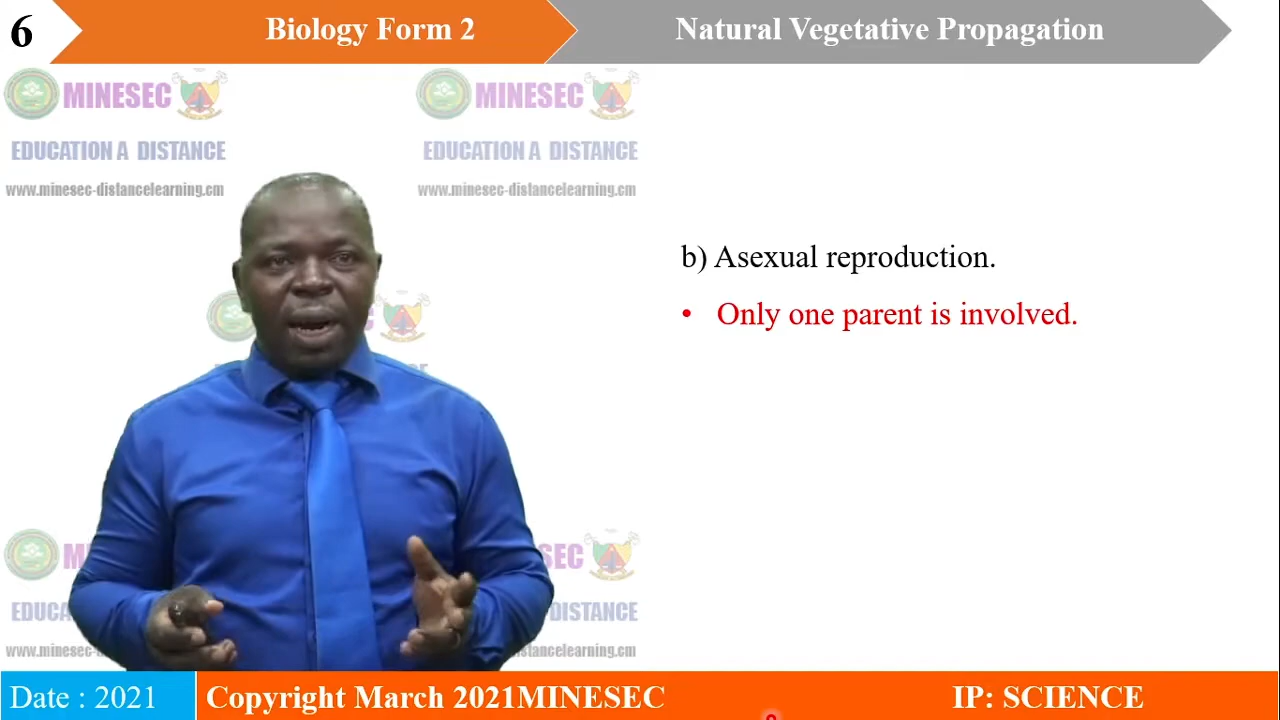 6
Biology Form 2
Natural Vegetative Propagation
MINESEC
MINESEC
EDUCATION A DISTANCE
EDUCATION A DISTANCE
www.minesec-distancelearning.cm
www.minesec-distancelearning.cm
b) Asexual reproduction.
• Only one parent is involved.
Date : 2021
Copyright March 2021MINESEC
IP: SCIENCE